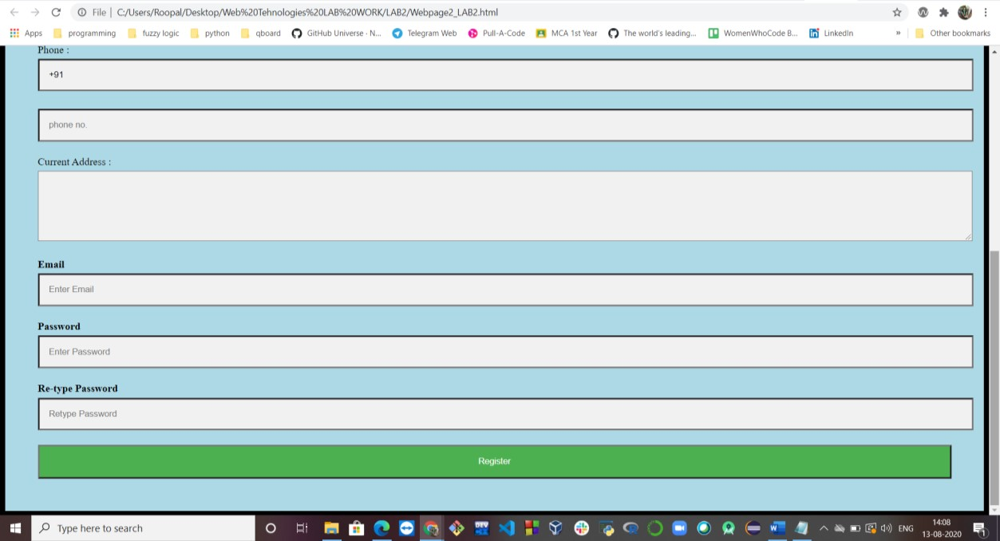 File | C:/Users/Roopal/Desktop/Web%20Tehnologies%20LAB%20WORK/LAB2/Webpage2_LAB2.html
Apps programming fuzzy logic python qboard GitHub Universe · N... Telegram Web Pull-A-Code MCA 1st Year The world's leading... WomenWhoCode B... LinkedIn » Other bookmarks
Phone :
+91
phone no.
Current Address :
Email
Enter Email
Password
Enter Password
Re-type Password
Retype Password
Register
Type here to search
DEV
ENG
14:08
13-08-2020
1